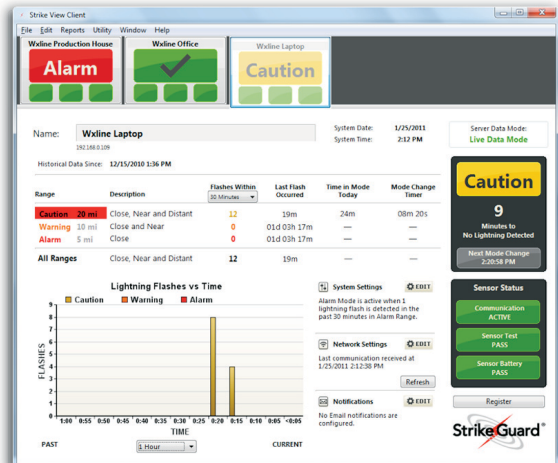 Strike View Client
File Edit Reports Utility Window Help
Wxline Production House Wxline Office Wxline Laptop
Alarm Caution
Name: Wxline Laptop
192.168.0.109
System Date: 1/25/2011
System Time: 2:12 PM
Server Data Mode:
Live Data Mode
Historical Data Since: 12/15/2010 1:36 PM
Range Description Flashes Within 30 Minutes Last Flash Occurred Time in Mode Today Mode Change Timer
Caution 20 mi Close, Near and Distant 12 19m 24m 08m 20s
Warning 10 mi Close and Near 0 01d 03h 17m — —
Alarm 5 mi Close 0 01d 03h 17m — —
All Ranges Close, Near and Distant 12 19m — —
Caution
9
Minutes to
No Lightning Detected
Next Mode Change
2:20:58 PM
Lightning Flashes vs Time
Caution Warning Alarm
FLASHES
9
8
7
6
5
4
3
2
1
0
1:00 0:55 0:50 0:45 0:40 0:35 0:30 0:25 0:20 0:15 0:10 0:05 <0:05
TIME
PAST 1 Hour CURRENT
System Settings EDIT
Alarm Mode is active when 1
lightning flash is detected in the
past 30 minutes in Alarm Range.
Network Settings EDIT
Last communication received at
1/25/2011 2:12:38 PM
Refresh
Notifications EDIT
No Email notifications are
configured.
Sensor Status
Communication
ACTIVE
Sensor Test
PASS
Sensor Battery
PASS
Register
StrikeGuard